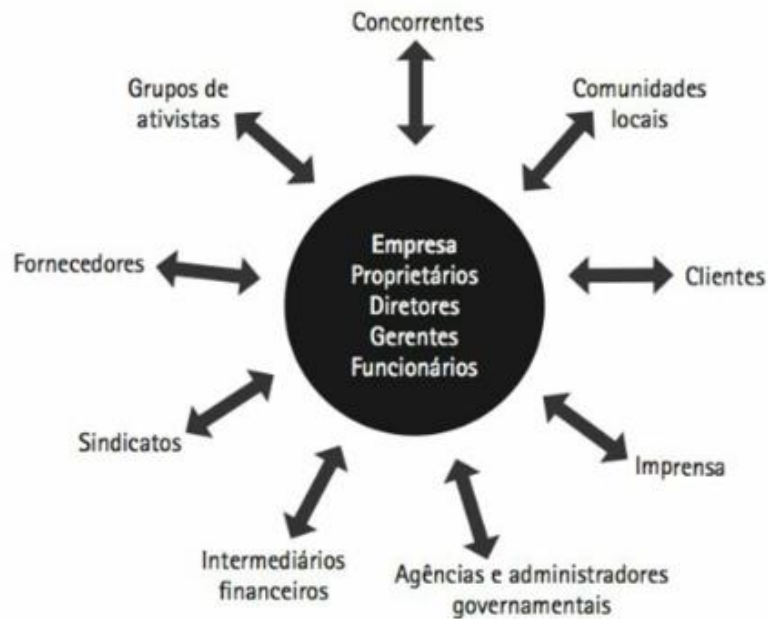 Concorrentes
Grupos de
ativistas
Comunidades
locais
Fornecedores
Empresa
Proprietários
Diretores
Gerentes
Funcionários
Clientes
Sindicatos
Imprensa
Intermediários
financeiros
Agências e administradores
governamentais